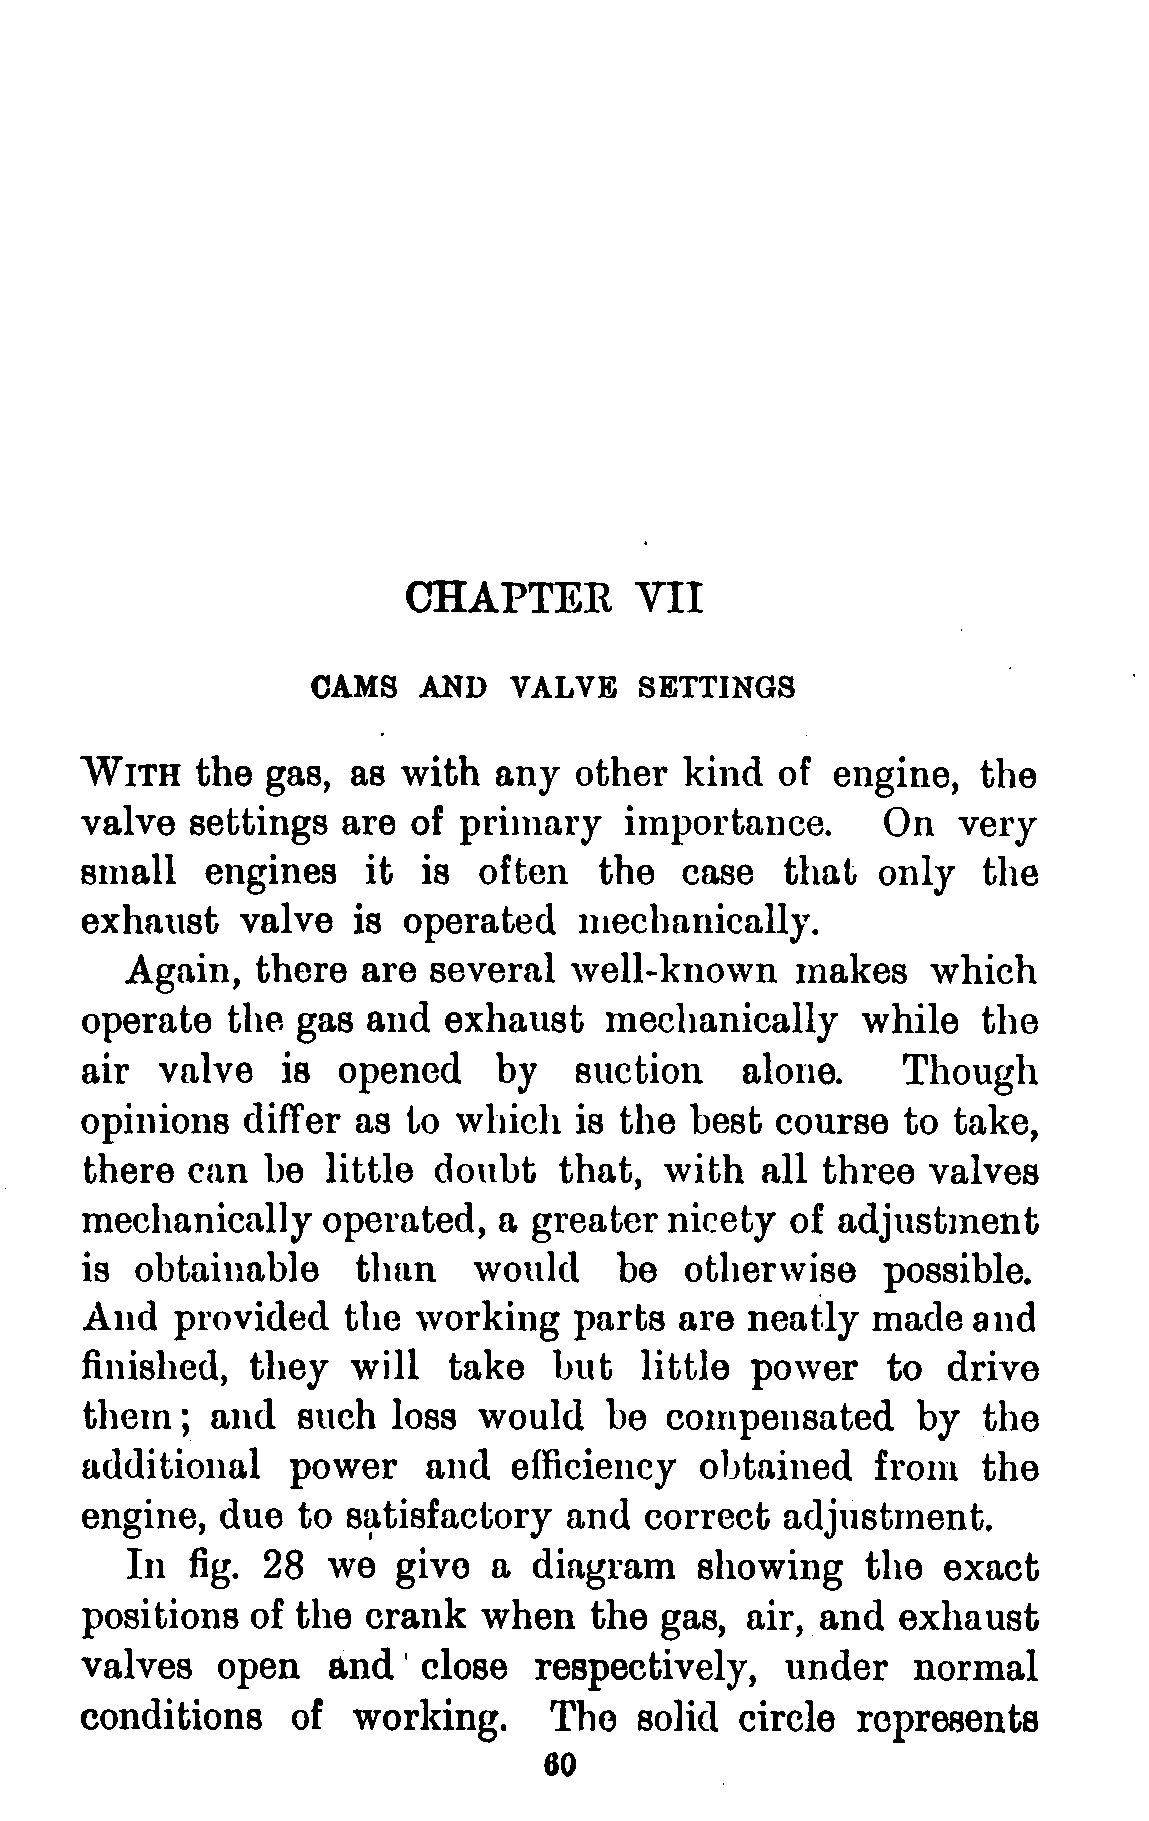 CHAPTER VII
CAMS AND VALVE SETTINGS
WITH the gas, as with any other kind of engine, the
valve settings are of primary importance. On very
small engines it is often the case that only the
exhaust valve is operated mechanically.
Again, there are several well-known makes which
operate the gas and exhaust mechanically while the
air valve is opened by suction alone. Though
opinions differ as to which is the best course to take,
there can be little doubt that, with all three valves
mechanically operated, a greater nicety of adjustment
is obtainable than would be otherwise possible.
And provided the working parts are neatly made and
finished, they will take but little power to drive
them; and such loss would be compensated by the
additional power and efficiency obtained from the
engine, due to satisfactory and correct adjustment.
In fig. 28 we give a diagram showing the exact
positions of the crank when the gas, air, and exhaust
valves open and close respectively, under normal
conditions of working. The solid circle represents
60